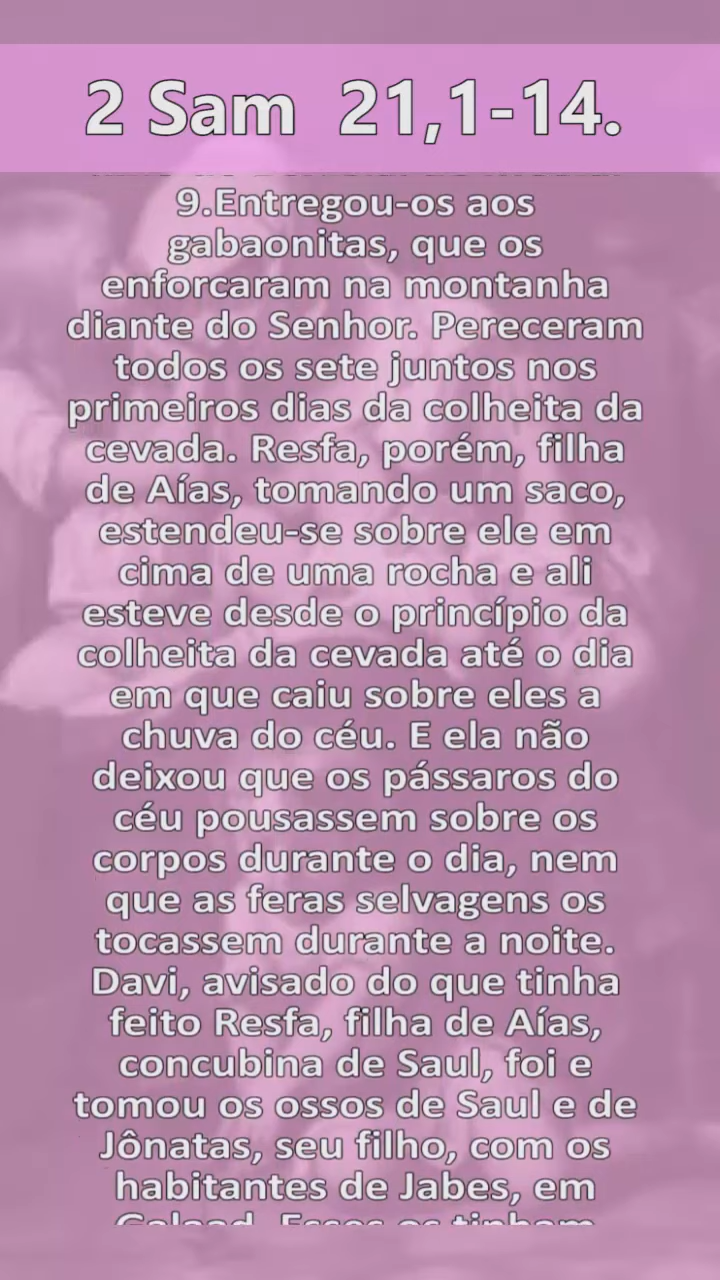 2 Sam 21,1-14.
9.Entregou-os aos
gabaonitas, que os
enforcaram na montanha
diante do Senhor. Pereceram
todos os sete juntos nos
primeiros dias da colheita da
cevada. Resfa, porém, filha
de Aías, tomando um saco,
estendeu-se sobre ele em
cima de uma rocha e ali
esteve desde o princípio da
colheita da cevada até o dia
em que caiu sobre eles a
chuva do céu. E ela não
deixou que os pássaros do
céu pousassem sobre os
corpos durante o dia, nem
que as feras selvagens os
tocassem durante a noite.
Davi, avisado do que tinha
feito Resfa, filha de Aías,
concubina de Saul, foi e
tomou os ossos de Saul e de
Jônatas, seu filho, com os
habitantes de Jabes, em
Galaad. Esses os tinham